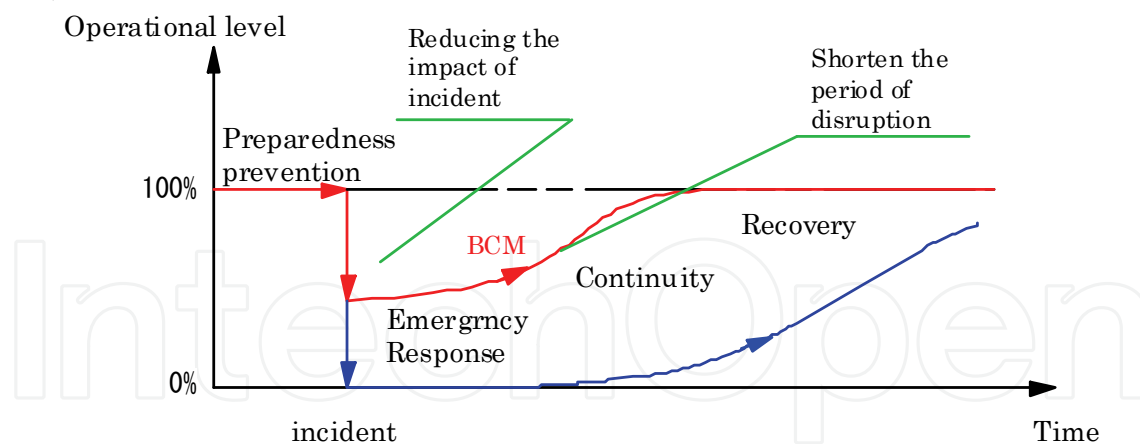 Operational level
Reducing the
impact of
incident
Shorten the
period of
disruption
Preparedness
prevention
100%
BCM
Recovery
Continuity
Emergrncy
Response
0%
incident
Time
IntechOpen